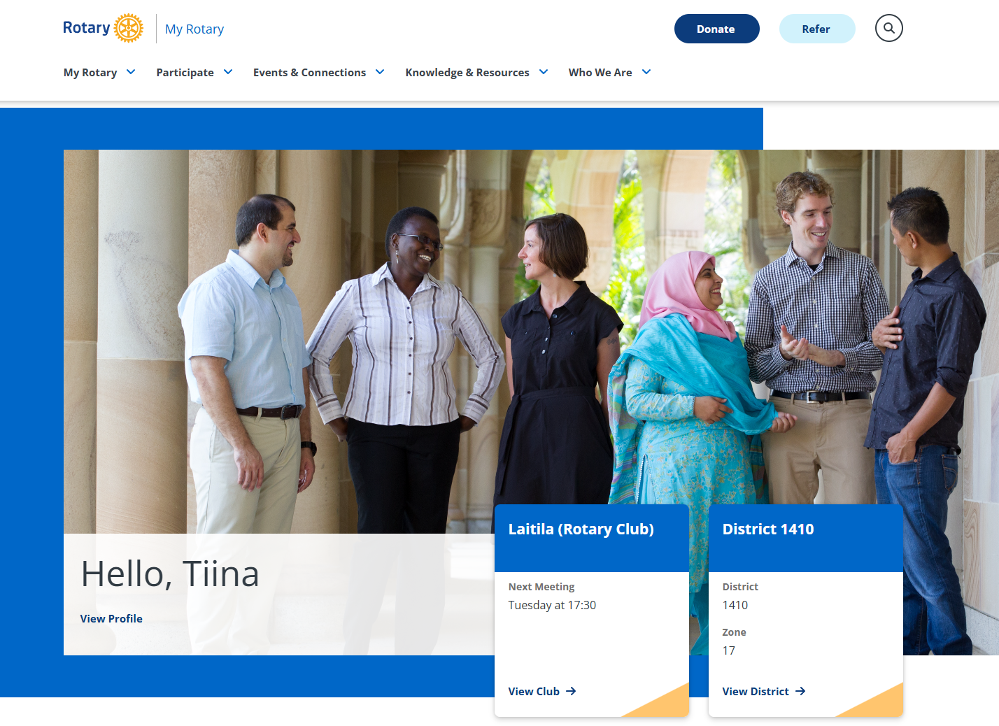 Rotary
My Rotary
Donate
Refer
My Rotary
Participate
Events & Connections
Knowledge & Resources
Who We Are
Hello, Tiina
View Profile
Laitila (Rotary Club)
Next Meeting
Tuesday at 17:30
View Club
District 1410
District
1410
Zone
17
View District